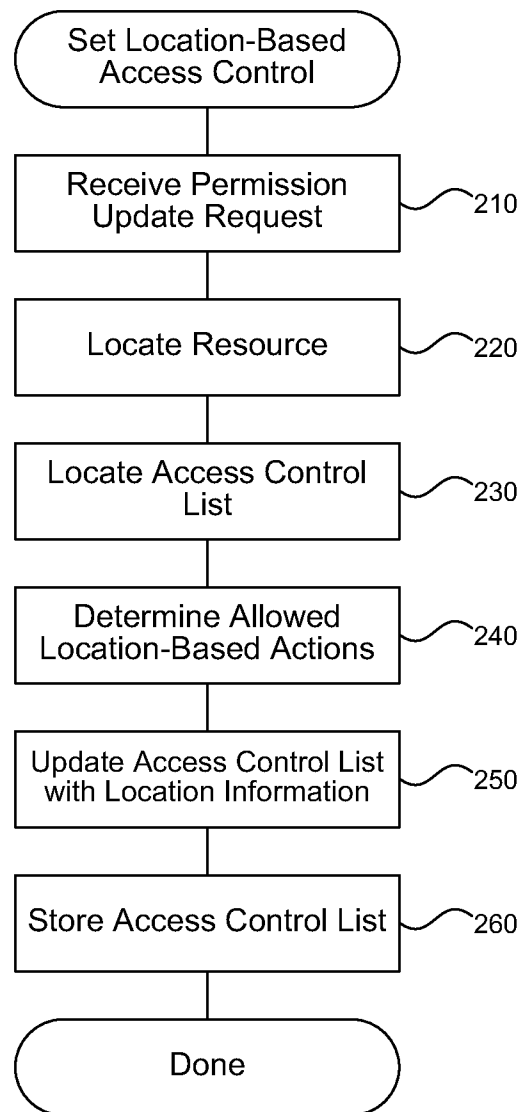 Set Location-Based
Access Control
Receive Permission
Update Request
210
Locate Resource
220
Locate Access Control
List
230
Determine Allowed
Location-Based Actions
240
Update Access Control List
with Location Information
250
Store Access Control List
260
Done